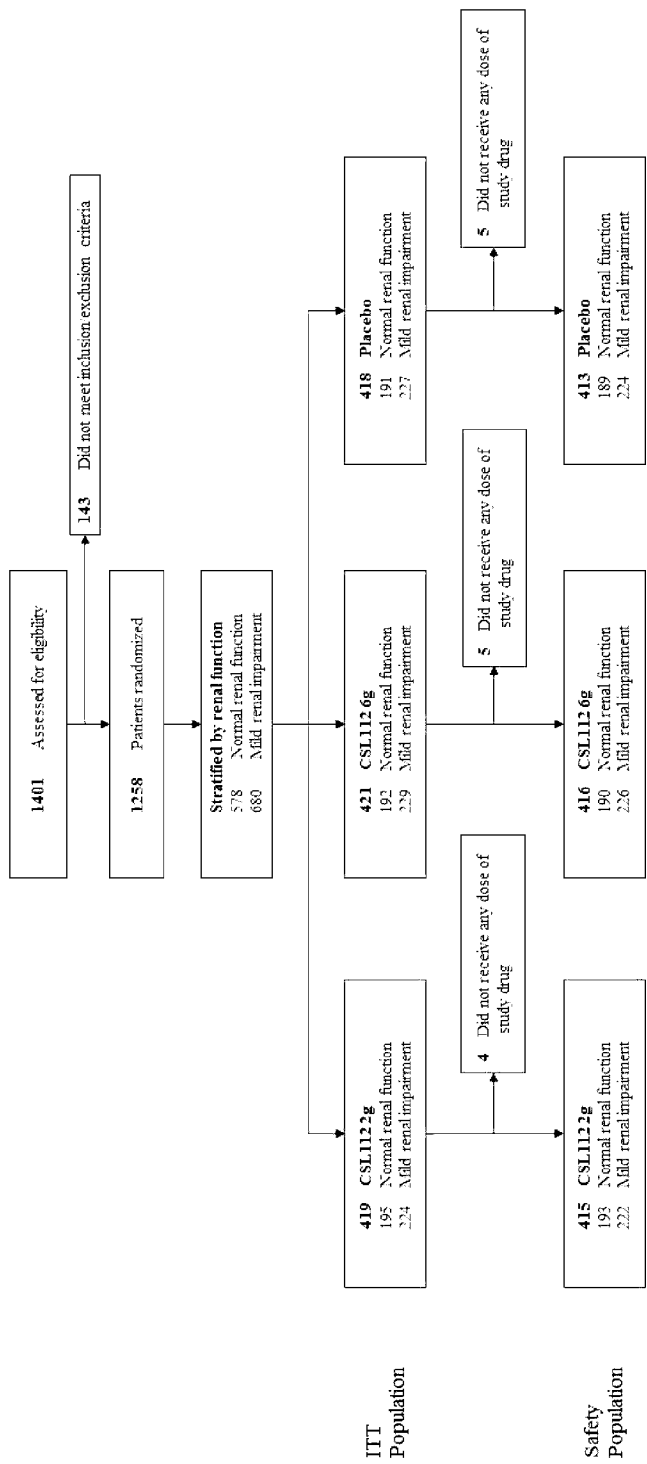 1401 Assessed for eligibility
143 Did not meet inclusion/exclusion criteria
1258 Patients randomized
Stratified by renal function
578 Normal renal function
680 Mild renal impairment
ITT
Population
419 CSL112 2g
195 Normal renal function
224 Mild renal impairment
421 CSL112 6g
192 Normal renal function
229 Mild renal impairment
418 Placebo
191 Normal renal function
227 Mild renal impairment
4 Did not receive any dose of
study drug
5 Did not receive any dose of
study drug
5 Did not receive any dose of
study drug
Safety
Population
415 CSL112 2g
193 Normal renal function
222 Mild renal impairment
416 CSL112 6g
190 Normal renal function
226 Mild renal impairment
413 Placebo
189 Normal renal function
224 Mild renal impairment